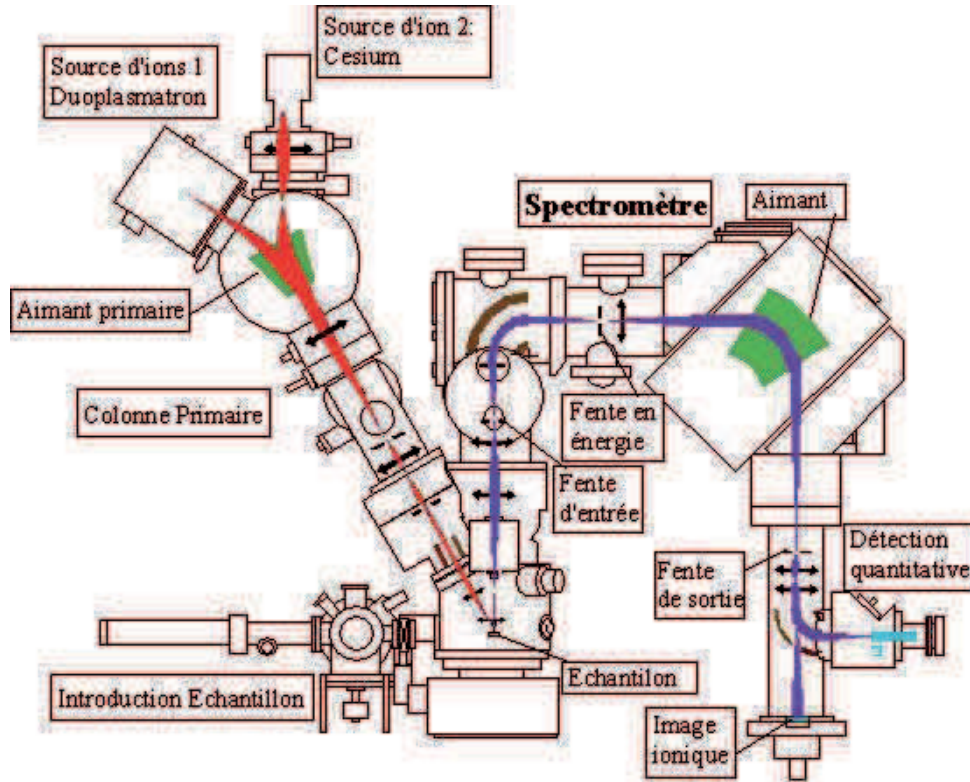 Source d'ion 2:
Cesium
Source d'ions 1
Duoplasmatron
Spectromètre
Aimant
Aimant primaire
Colonne Primaire
Fente en
énergie
Fente
d'entrée
Fente
de sortie
Détection
quantitative
Introduction Echantillon
Echantilon
Image
ionique